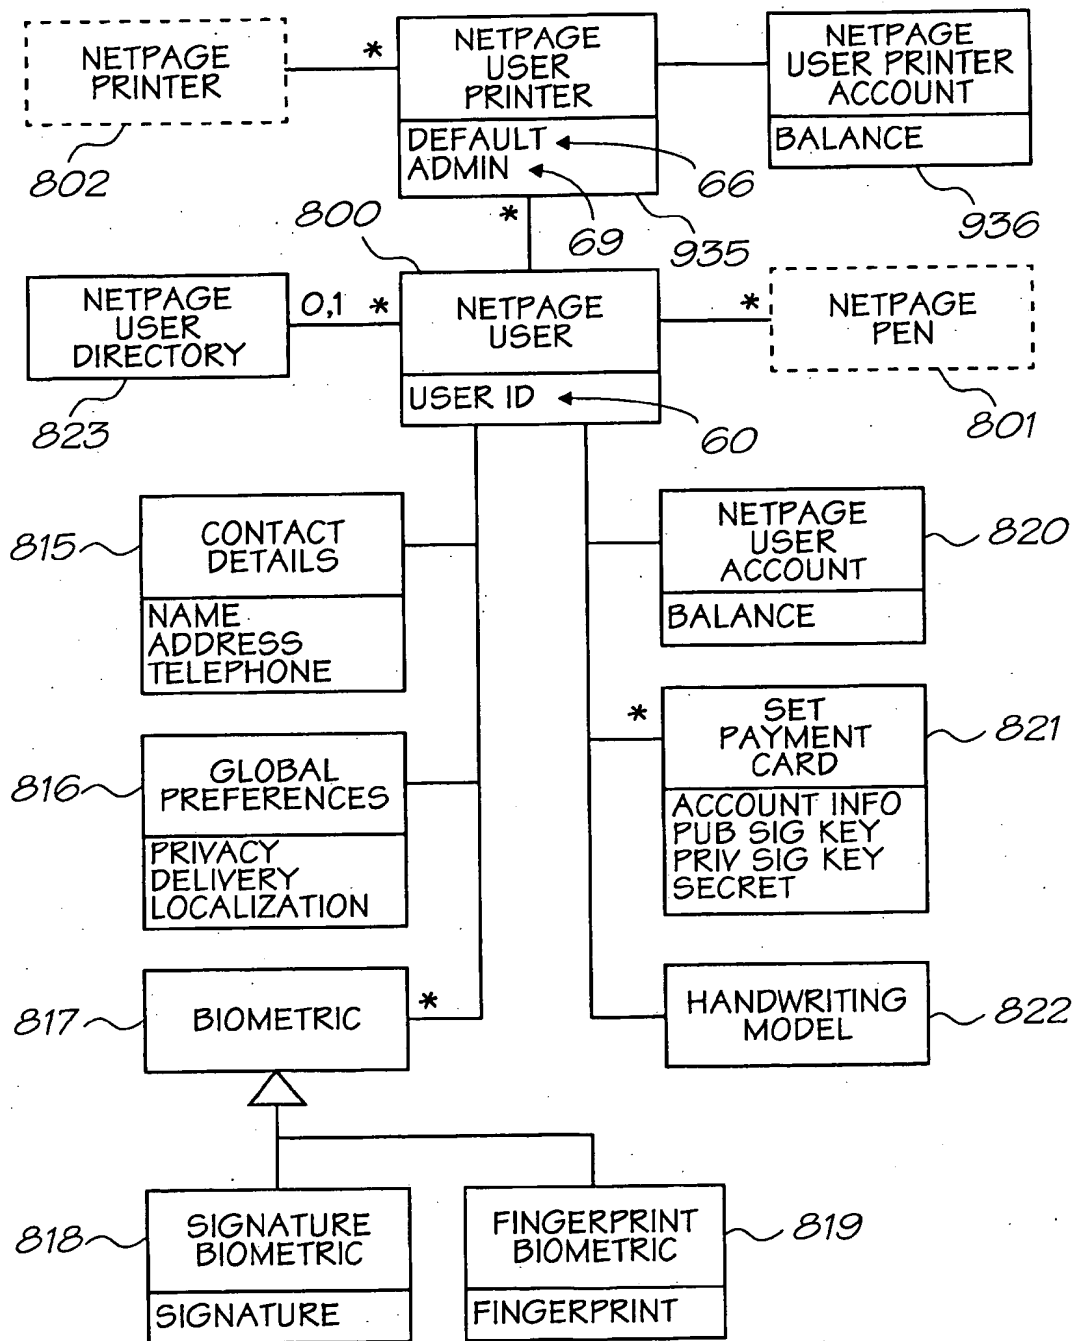 NETPAGE
PRINTER
802
*
NETPAGE
USER
PRINTER
DEFAULT
ADMIN
66
69
935
*
NETPAGE
USER PRINTER
ACCOUNT
BALANCE
936
800
NETPAGE
USER
DIRECTORY
823
0,1 *
NETPAGE
USER
USER ID
60
*
NETPAGE
PEN
801
815
CONTACT
DETAILS
NAME
ADDRESS
TELEPHONE
NETPAGE
USER
ACCOUNT
BALANCE
820
816
GLOBAL
PREFERENCES
PRIVACY
DELIVERY
LOCALIZATION
*
SET
PAYMENT
CARD
ACCOUNT INFO
PUB SIG KEY
PRIV SIG KEY
SECRET
821
817
BIOMETRIC
*
HANDWRITING
MODEL
822
818
SIGNATURE
BIOMETRIC
SIGNATURE
FINGERPRINT
BIOMETRIC
FINGERPRINT
819